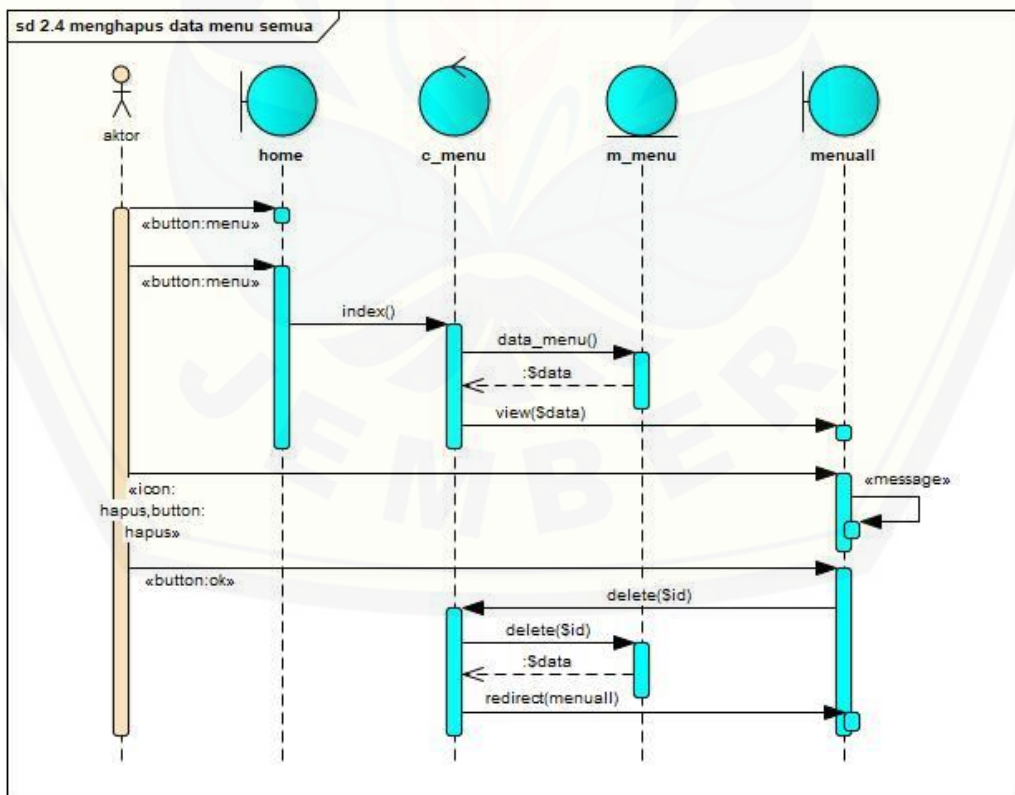 sd 2.4 menghapus data menu semua
aktor
home
c_menu
m_menu
menuall
«button:menu»
«button:menu»
index()
data_menu()
:$data
view($data)
«icon:
hapus,button:
hapus»
«message»
«button:ok»
delete($id)
delete($id)
:$data
redirect(menuall)
JEMBER